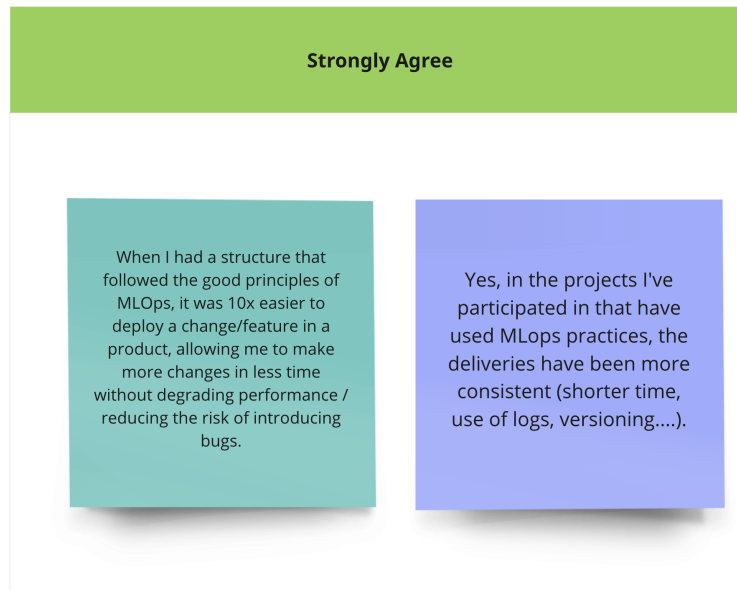 Strongly Agree
When I had a structure that
followed the good principles of
MLOps, it was 10x easier to
deploy a change/feature in a
product, allowing me to make
more changes in less time
without degrading performance /
reducing the risk of introducing
bugs.
Yes, in the projects I've
participated in that have
used MLops practices, the
deliveries have been more
consistent (shorter time,
use of logs, versioning....).